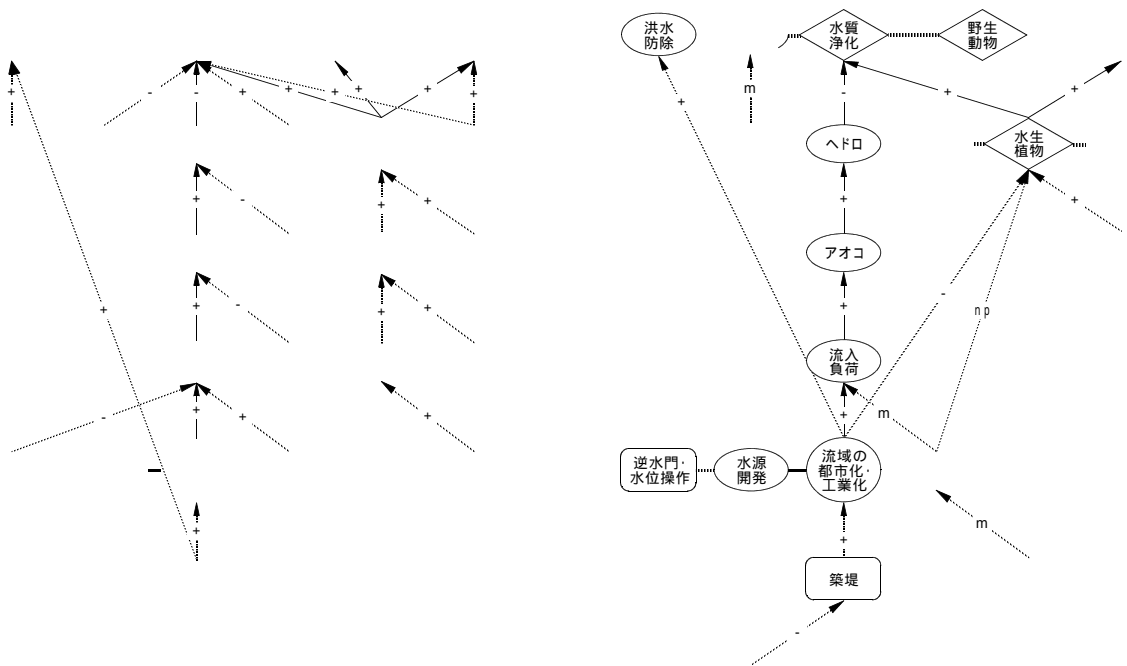 洪水
防除
水質
浄化
野生
動物
+
-
-
+
+
+
+
+
+
m
+
-
+
+
ヘドロ
水生
植物
+
-
+
+
+
+
アオコ
+
-
+
+
+
-
+
n p
流入
負荷
-
+
+
+
+
m
逆水門・
水位操作
水源
開発
流域の
都市化・
工業化
+
+
m
築堤
-